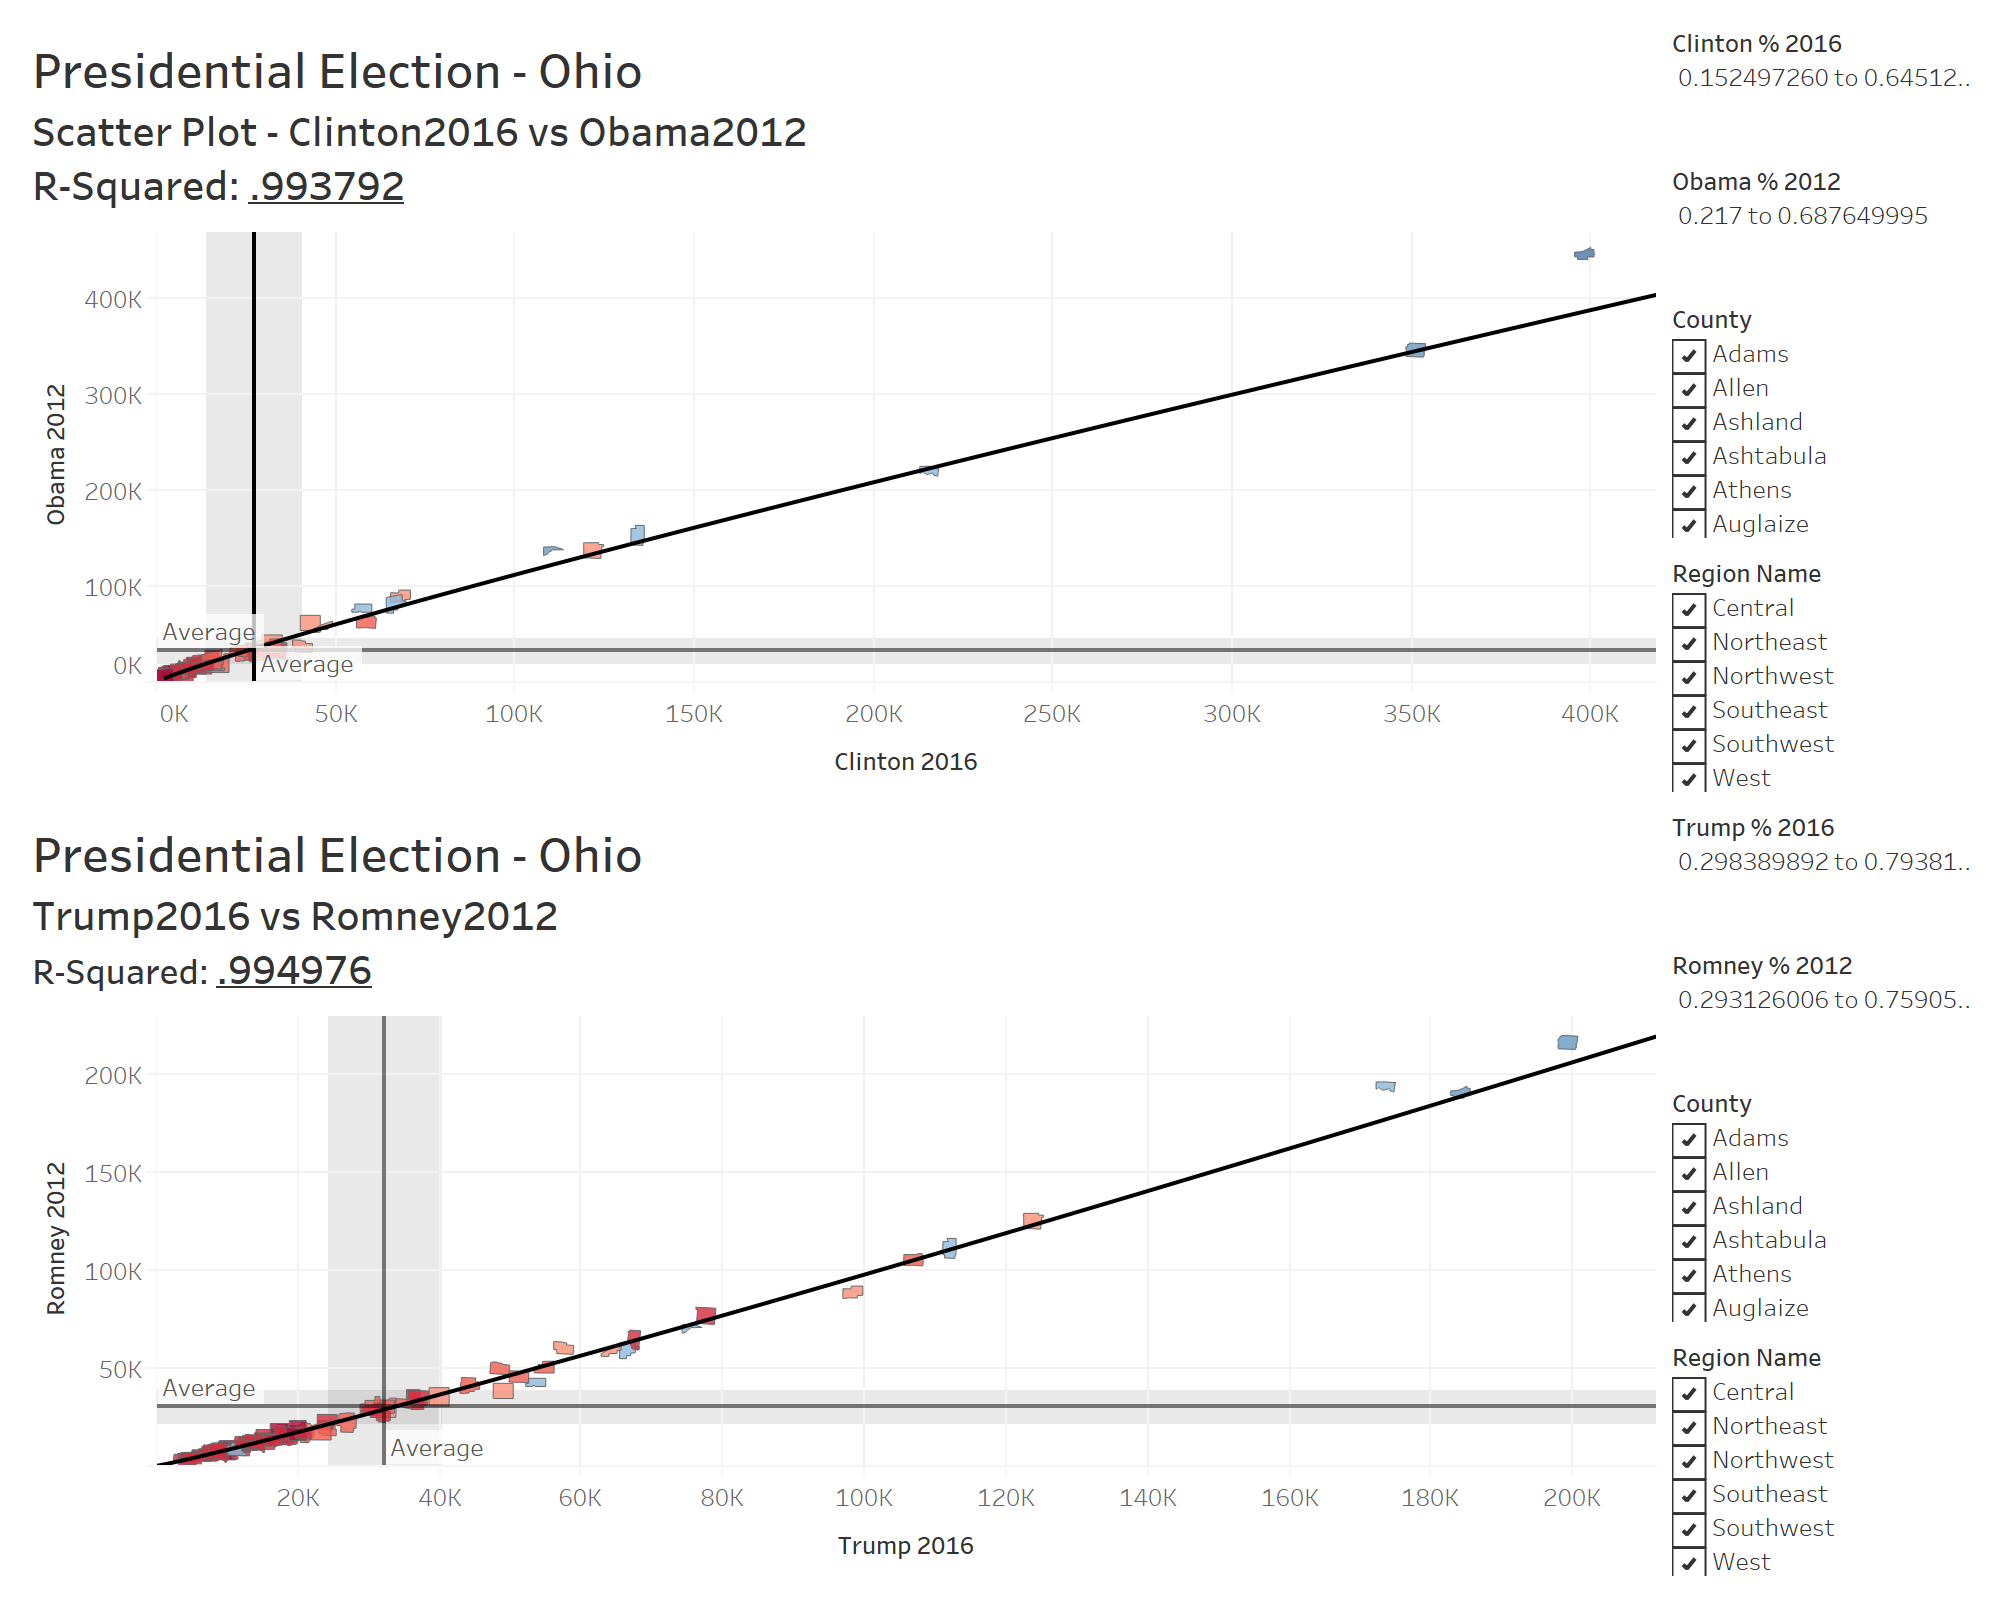 Presidential Election - Ohio
Scatter Plot - Clinton2016 vs Obama2012
R-Squared: .993792
Obama 2012
400K
300K
200K
100K
0K
Average
Average
0K 50K 100K 150K 200K 250K 300K 350K 400K
Clinton 2016
Clinton % 2016
0.152497260 to 0.64512..
Obama % 2012
0.217 to 0.687649995
County
Adams
Allen
Ashland
Ashtabula
Athens
Auglaize
Region Name
Central
Northeast
Northwest
Southeast
Southwest
West
Presidential Election - Ohio
Trump2016 vs Romney2012
R-Squared: .994976
Romney 2012
200K
150K
100K
50K
Average
Average
20K 40K 60K 80K 100K 120K 140K 160K 180K 200K
Trump 2016
Trump % 2016
0.298389892 to 0.79381..
Romney % 2012
0.293126006 to 0.75905..
County
Adams
Allen
Ashland
Ashtabula
Athens
Auglaize
Region Name
Central
Northeast
Northwest
Southeast
Southwest
West